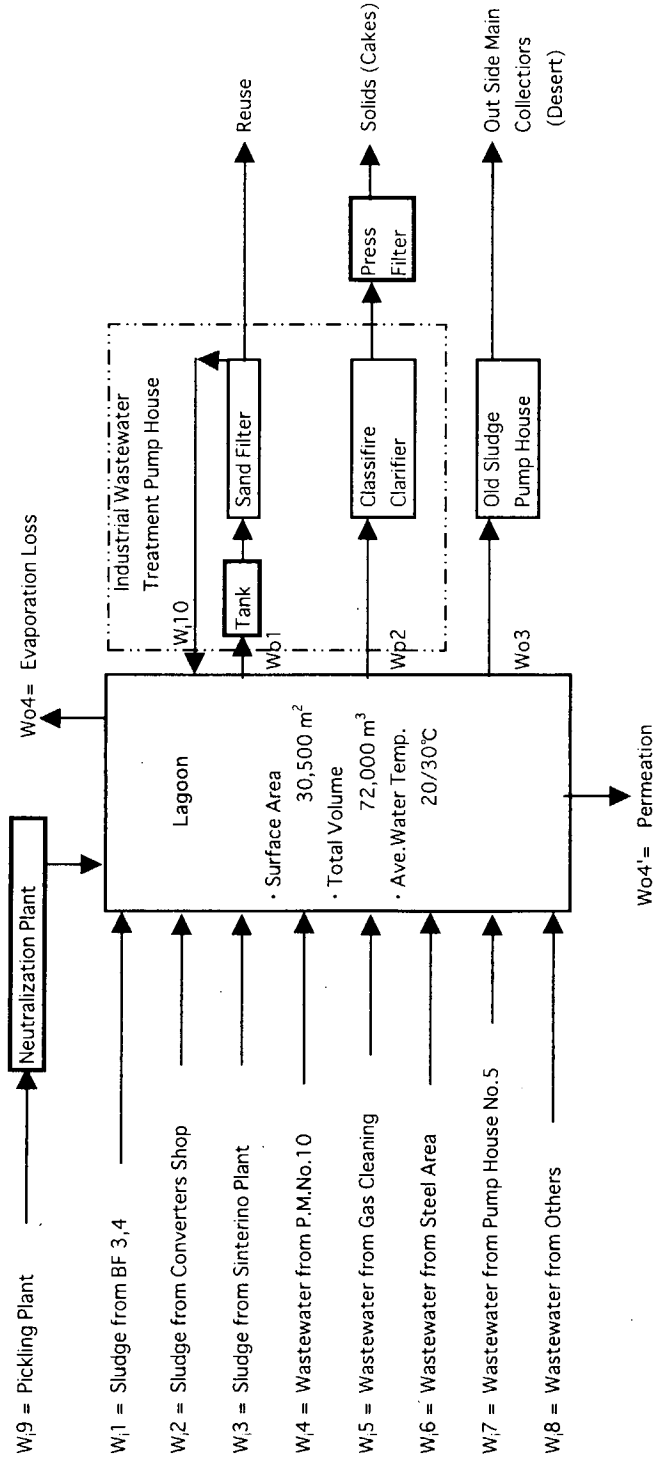 Wi9 = Pickling Plant
Neutralization Plant
Wo4= Evaporation Loss
Wi1 = Sludge from BF 3,4
Wi2 = Sludge from Converters Shop
Wi3 = Sludge from Sinterino Plant
Wi4 = Wastewater from P.M.No.10
Wi5 = Wastewater from Gas Cleaning
Wi6 = Wastewater from Steel Area
Wi7 = Wastewater from Pump House No.5
Wi8 = Wastewater from Others
Lagoon
· Surface Area
30,500 m²
· Total Volume
72,000 m³
· Ave.Water Temp.
20/30℃
Wo4'= Permeation
Industrial Wastewater
Treatment Pump House
Wi10
Wo1
Tank
Sand Filter
Reuse
Wo2
Classifire
Clarifier
Press
Filter
Solids (Cakes)
Wo3
Old Sludge
Pump House
Out Side Main
Collectiors
(Desert)